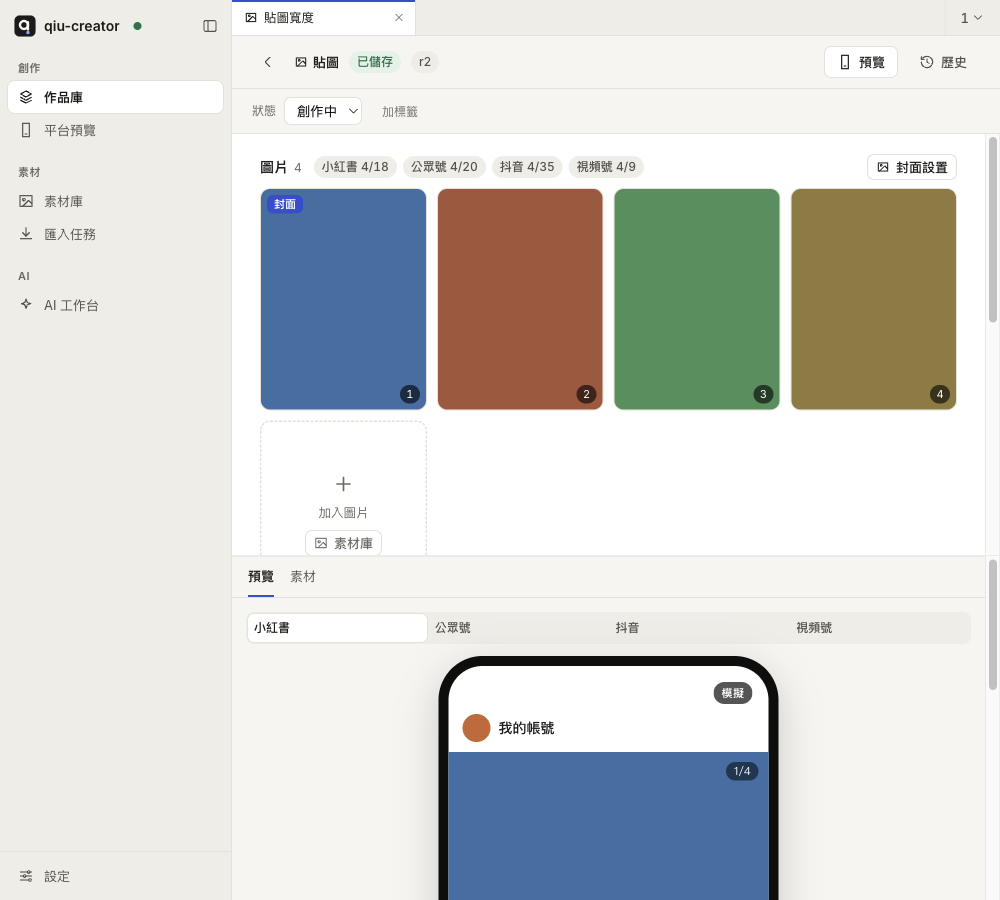 qiu-creator
創作
作品庫
平台預覽
素材
素材庫
匯入任務
AI
AI 工作台
設定
貼圖寬度
1
貼圖 已儲存 r2
預覽 歷史
狀態 創作中 加標籤
圖片 4 小紅書 4/18 公眾號 4/20 抖音 4/35 視頻號 4/9 封面設置
封面
1 2 3 4
加入圖片
素材庫
預覽 素材
小紅書 公眾號 抖音 視頻號
模擬
我的帳號
1/4